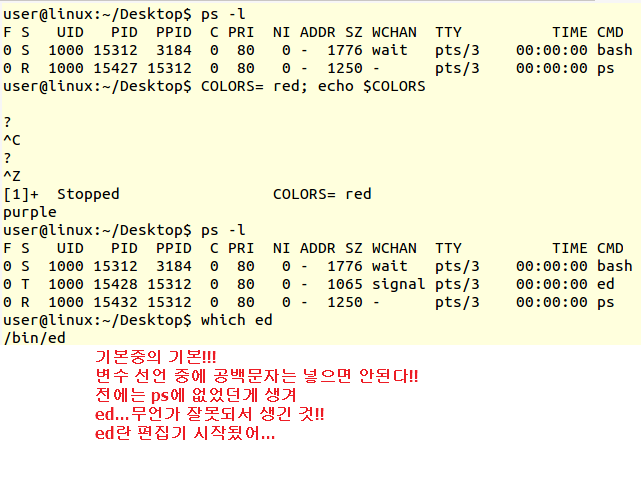 user@linux:~/Desktop$ ps -l
F S   UID   PID  PPID  C PRI  NI ADDR SZ WCHAN  TTY          TIME CMD
0 S  1000 15312  3184  0  80   0 -  1776 wait   pts/3    00:00:00 bash
0 R  1000 15427 15312  0  80   0 -  1250 -      pts/3    00:00:00 ps
user@linux:~/Desktop$ COLORS= red; echo $COLORS
?
^C
?
^Z
[1]+  Stopped                 COLORS= red
purple
user@linux:~/Desktop$ ps -l
F S   UID   PID  PPID  C PRI  NI ADDR SZ WCHAN  TTY          TIME CMD
0 S  1000 15312  3184  0  80   0 -  1776 wait   pts/3    00:00:00 bash
0 T  1000 15428 15312  0  80   0 -  1065 signal pts/3    00:00:00 ed
0 R  1000 15432 15312  0  80   0 -  1250 -      pts/3    00:00:00 ps
user@linux:~/Desktop$ which ed
/bin/ed
기본중의 기본!!!
변수 선언 중에 공백문자는 넣으면 안된다!!
전에는 ps에 없었던게 생겨
ed...무언가 잘못되서 생긴 것!!
ed란 편집기 시작됬어...